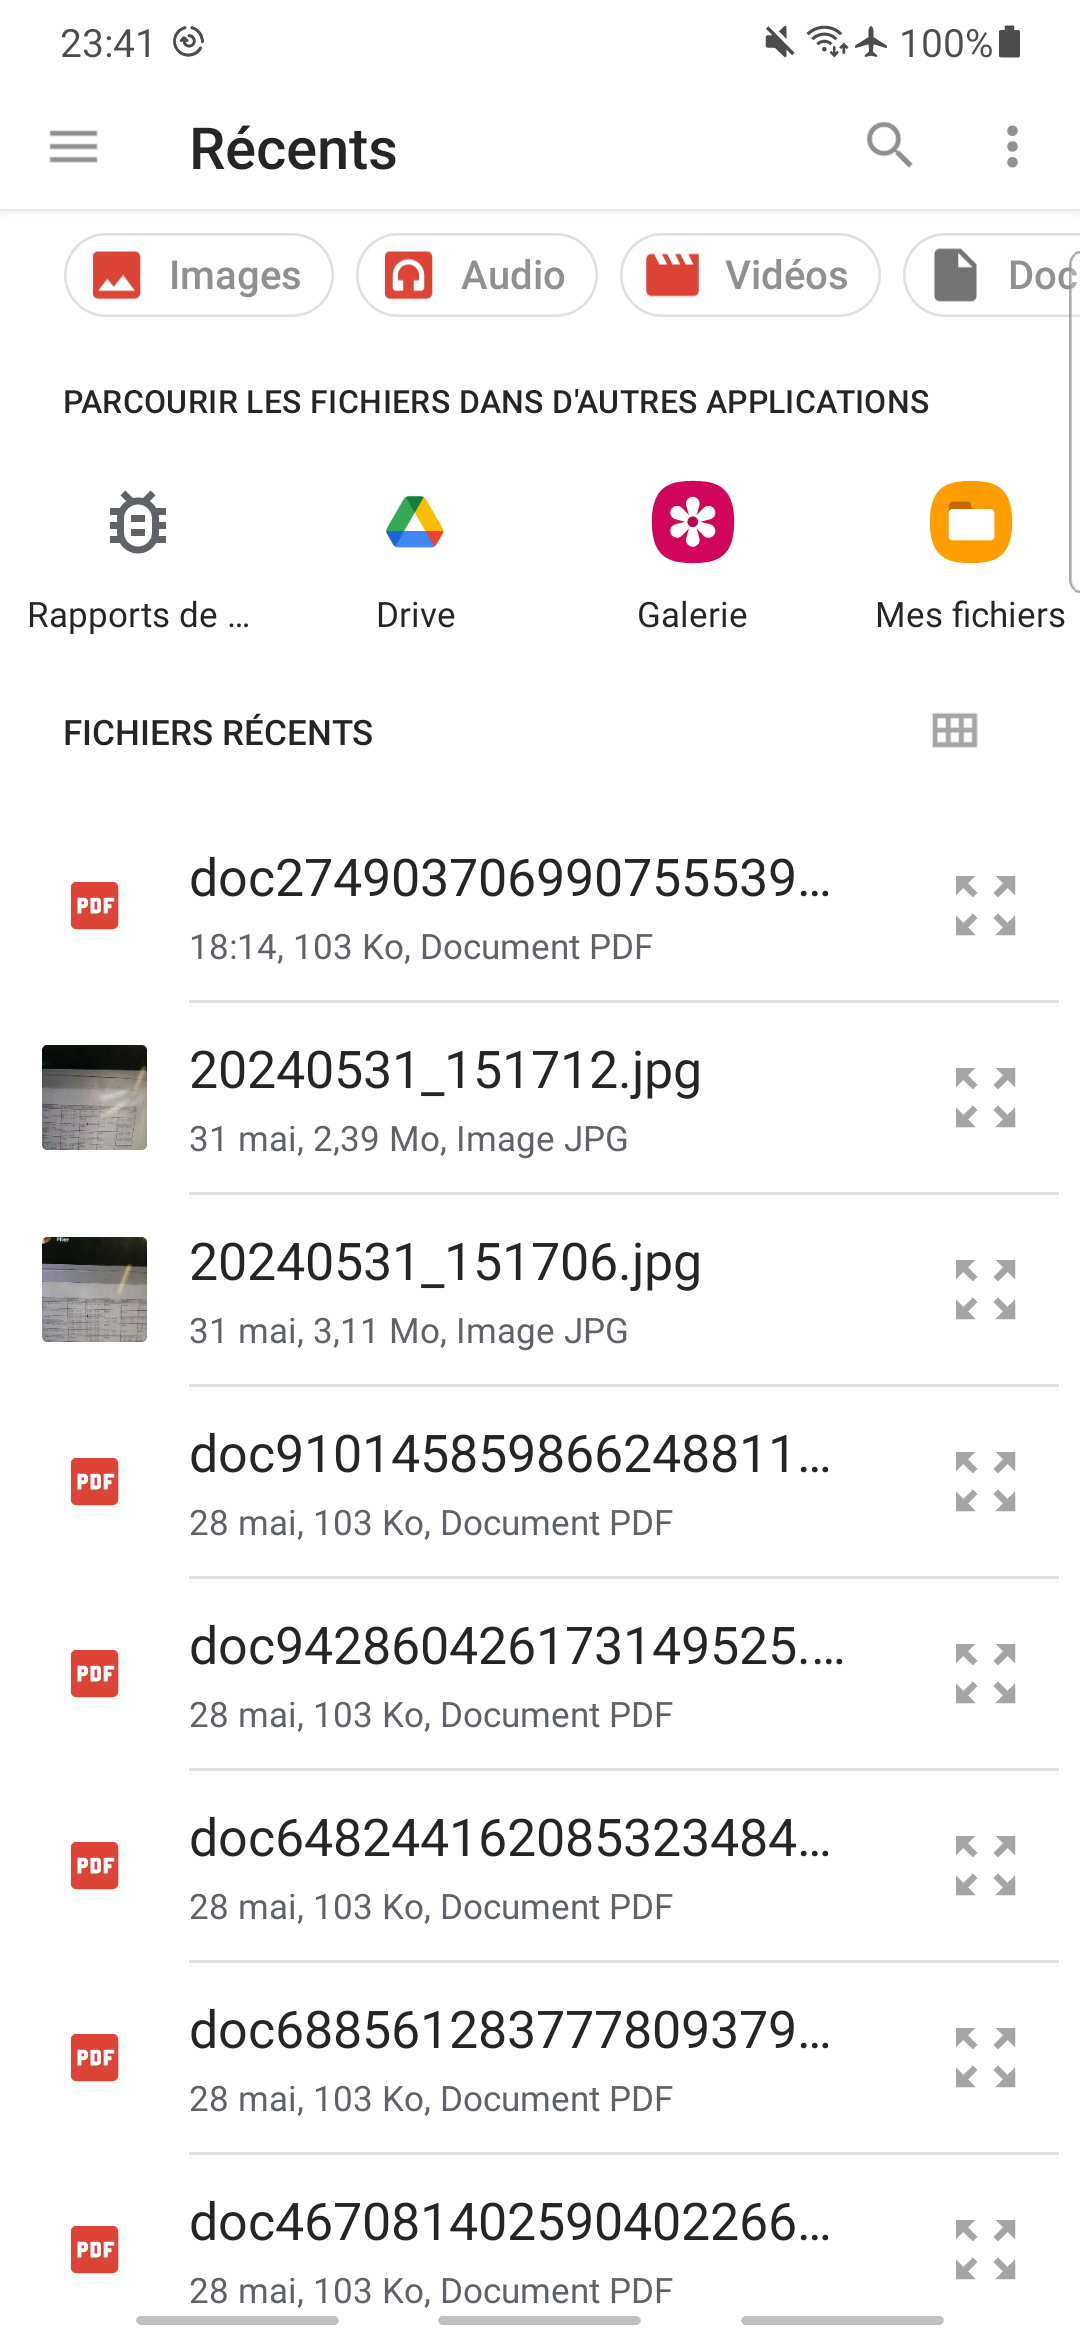 23:41 100%
Récents
Images Audio Vidéos Doc
PARCOURIR LES FICHIERS DANS D'AUTRES APPLICATIONS
Rapports de ... Drive Galerie Mes fichiers
FICHIERS RÉCENTS
PDF doc274903706990755539...
18:14, 103 Ko, Document PDF
20240531_151712.jpg
31 mai, 2,39 Mo, Image JPG
Hier
20240531_151706.jpg
31 mai, 3,11 Mo, Image JPG
PDF doc910145859866248811...
28 mai, 103 Ko, Document PDF
PDF doc942860426173149525....
28 mai, 103 Ko, Document PDF
PDF doc648244162085323484...
28 mai, 103 Ko, Document PDF
PDF doc688561283777809379...
28 mai, 103 Ko, Document PDF
PDF doc467081402590402266...
28 mai, 103 Ko, Document PDF